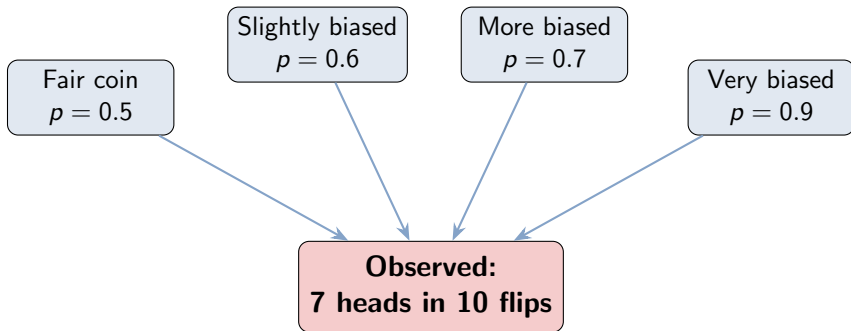 Fair coin
p = 0.5
Slightly biased
p = 0.6
More biased
p = 0.7
Very biased
p = 0.9
Observed:
7 heads in 10 flips